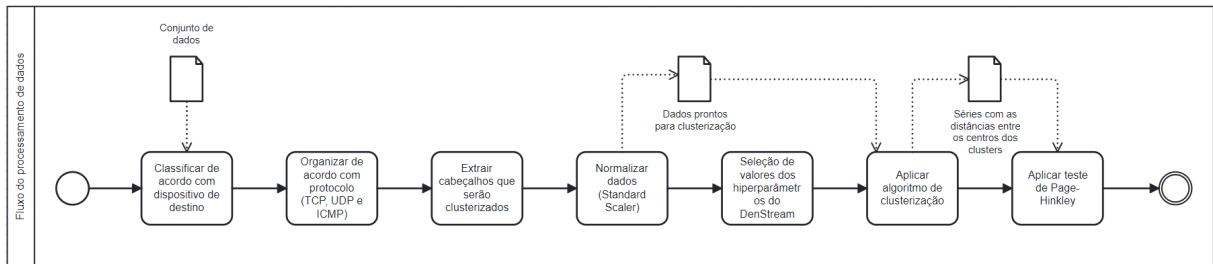 Fluxo do processamento de dados
Conjunto de
dados
Classificar de
acordo com
dispositivo de
destino
Organizar de
acordo com
protocolo
(TCP, UDP e
ICMP)
Extrair
cabeçalhos que
serão
clusterizados
Normalizar
dados
(Standard
Scaler)
Dados prontos
para clusterização
Seleção de
valores dos
hiperparâmetr
os do
DenStream
Aplicar
algoritmo de
clusterização
Séries com as
distâncias entre
os centros dos
clusters
Aplicar teste
de Page-
Hinkley